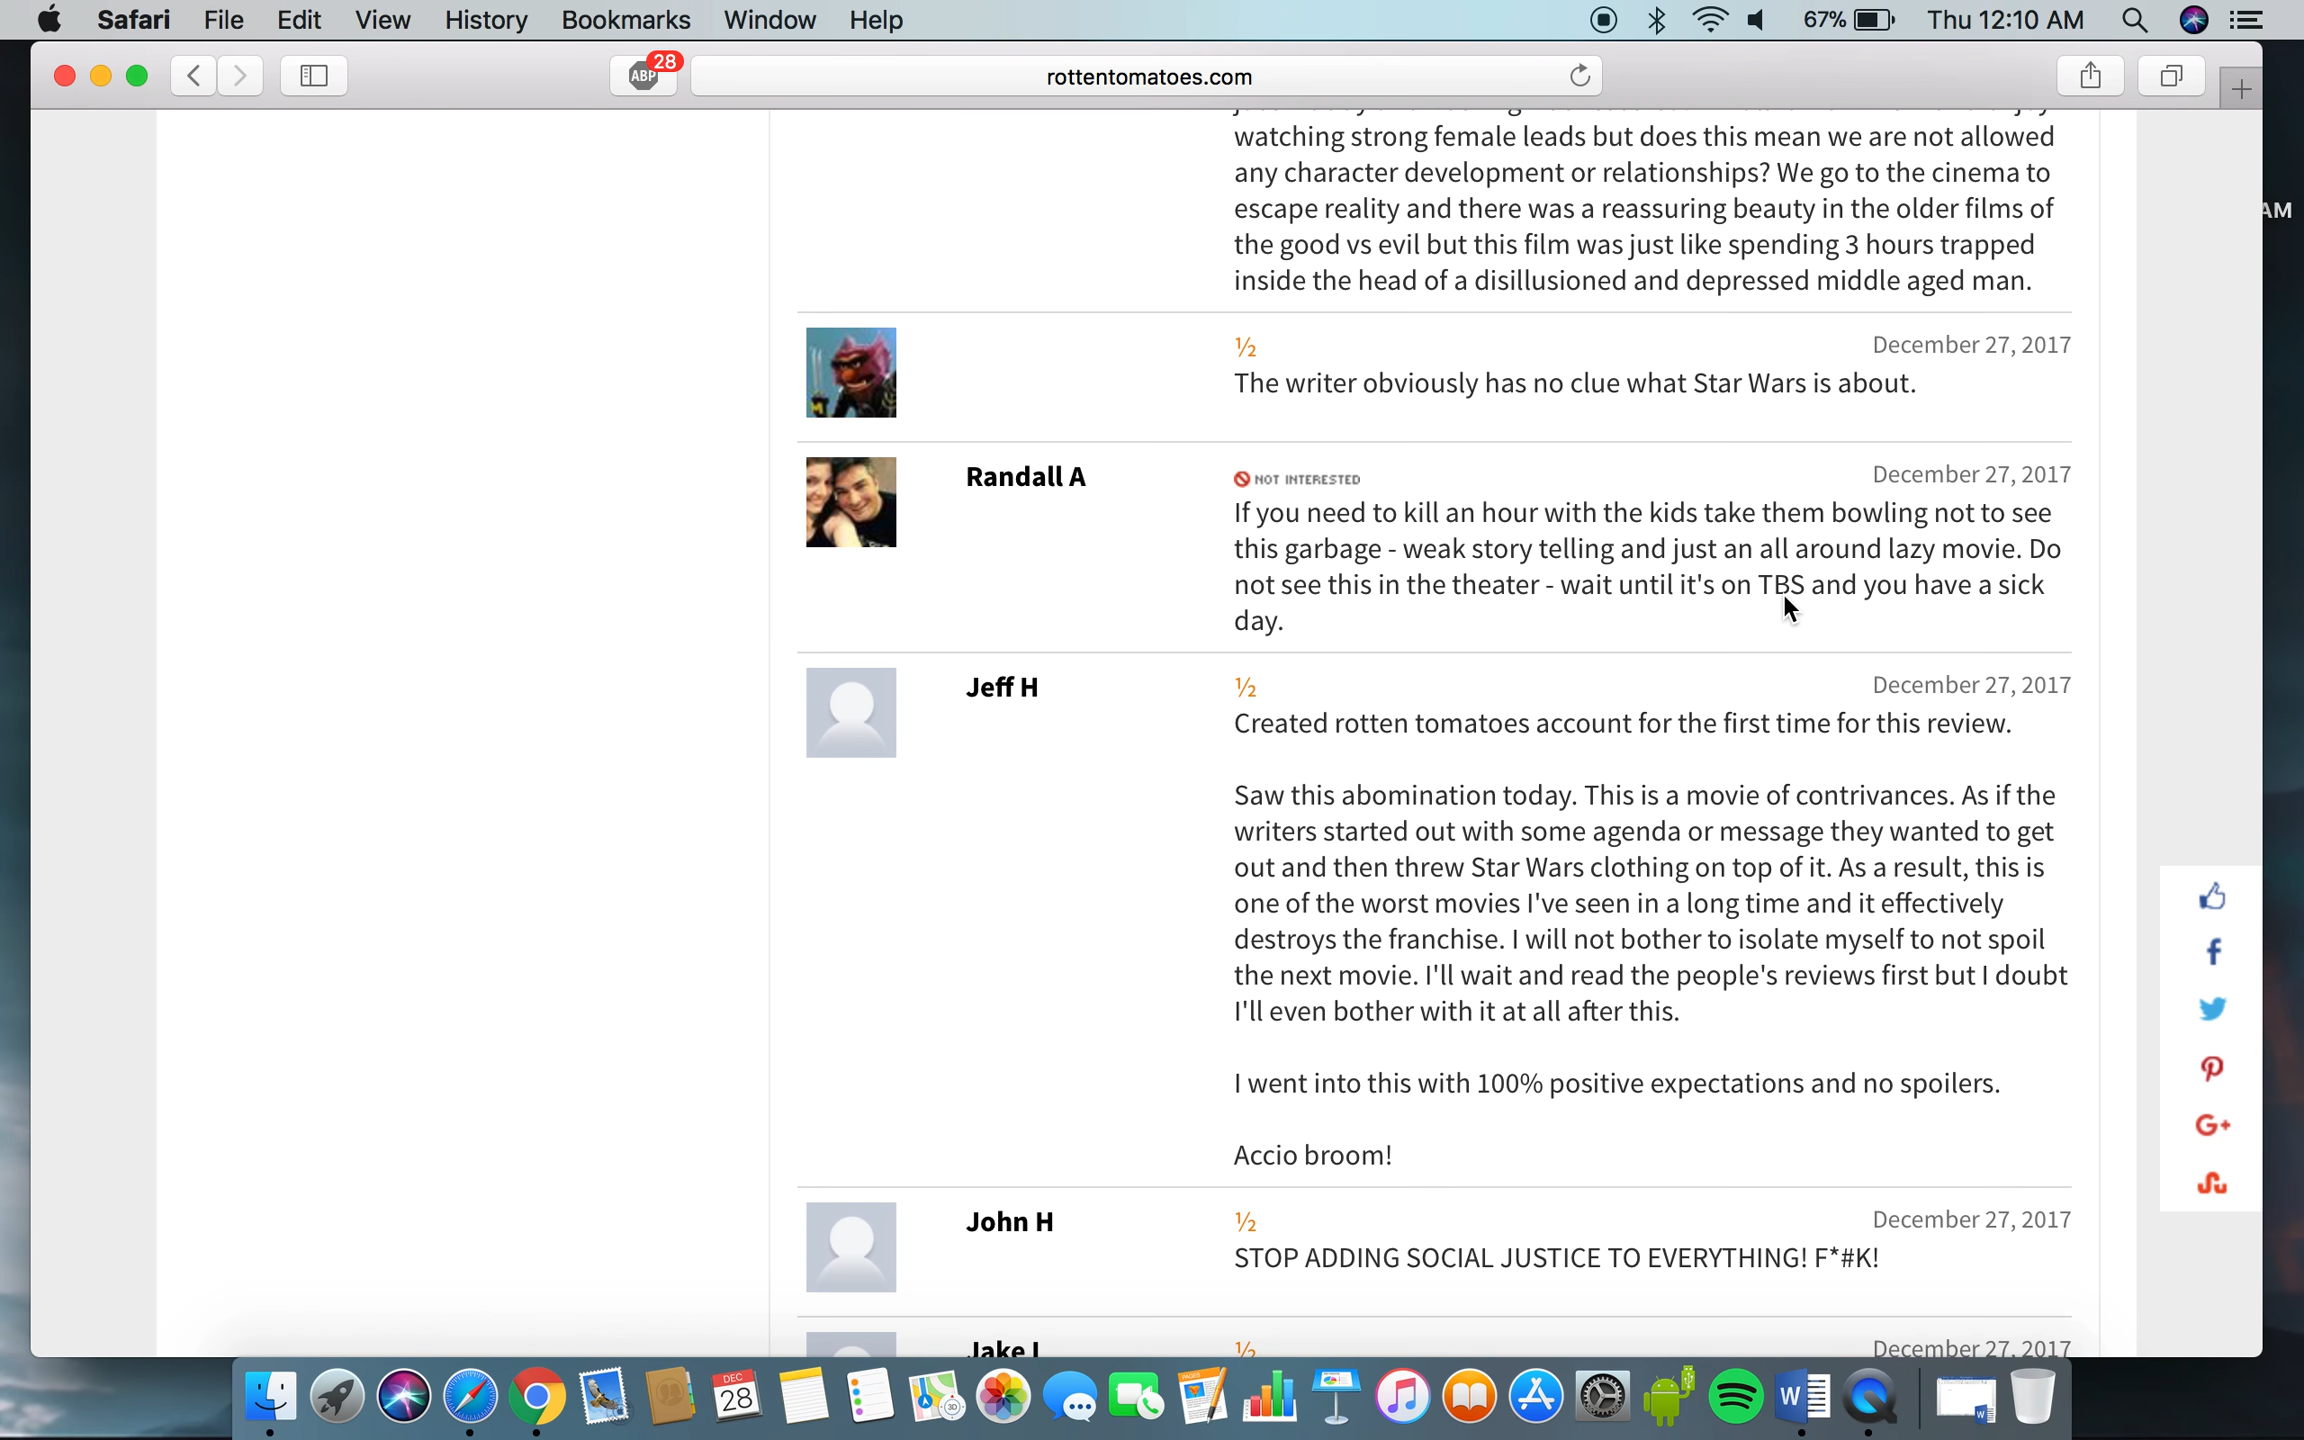 Safari File Edit View History Bookmarks Window Help 67% Thu 12:10 AM
ABP 28 rottentomatoes.com
AM
watching strong female leads but does this mean we are not allowed
any character development or relationships? We go to the cinema to
escape reality and there was a reassuring beauty in the older films of
the good vs evil but this film was just like spending 3 hours trapped
inside the head of a disillusioned and depressed middle aged man.
½ December 27, 2017
The writer obviously has no clue what Star Wars is about.
Randall A NOT INTERESTED December 27, 2017
If you need to kill an hour with the kids take them bowling not to see
this garbage - weak story telling and just an all around lazy movie. Do
not see this in the theater - wait until it's on TBS and you have a sick
day.
Jeff H ½ December 27, 2017
Created rotten tomatoes account for the first time for this review.
Saw this abomination today. This is a movie of contrivances. As if the
writers started out with some agenda or message they wanted to get
out and then threw Star Wars clothing on top of it. As a result, this is
one of the worst movies I've seen in a long time and it effectively
destroys the franchise. I will not bother to isolate myself to not spoil
the next movie. I'll wait and read the people's reviews first but I doubt
I'll even bother with it at all after this.
I went into this with 100% positive expectations and no spoilers.
Accio broom!
John H ½ December 27, 2017
STOP ADDING SOCIAL JUSTICE TO EVERYTHING! F*#K!
Jake ½ December 27, 2017
DEC
28
3D
PAGES
W
W